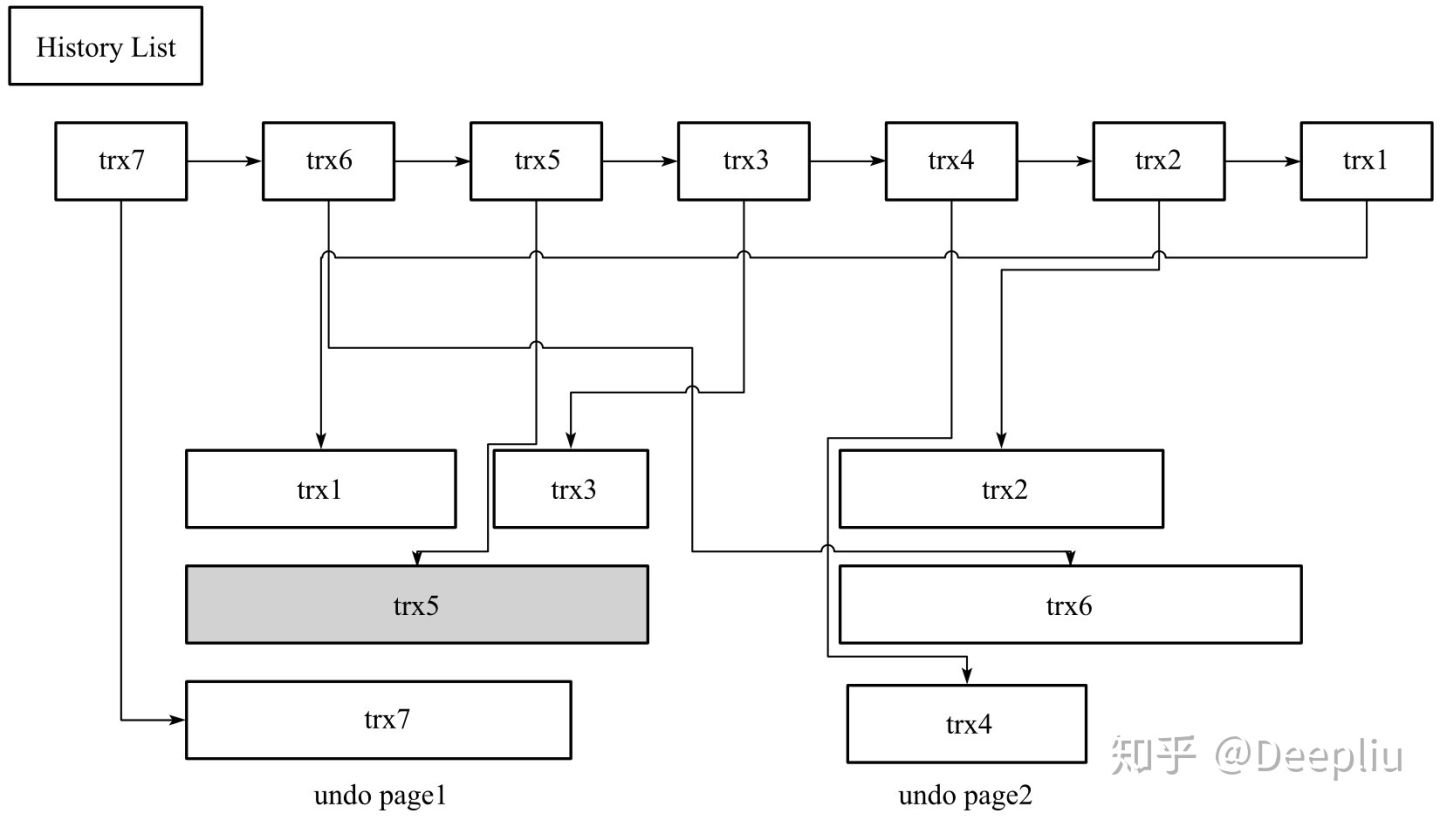 History List
trx7 trx6 trx5 trx3 trx4 trx2 trx1
trx1 trx3 trx2
trx5 trx6
trx7 trx4
知乎 @Deepliu
undo page1 undo page2